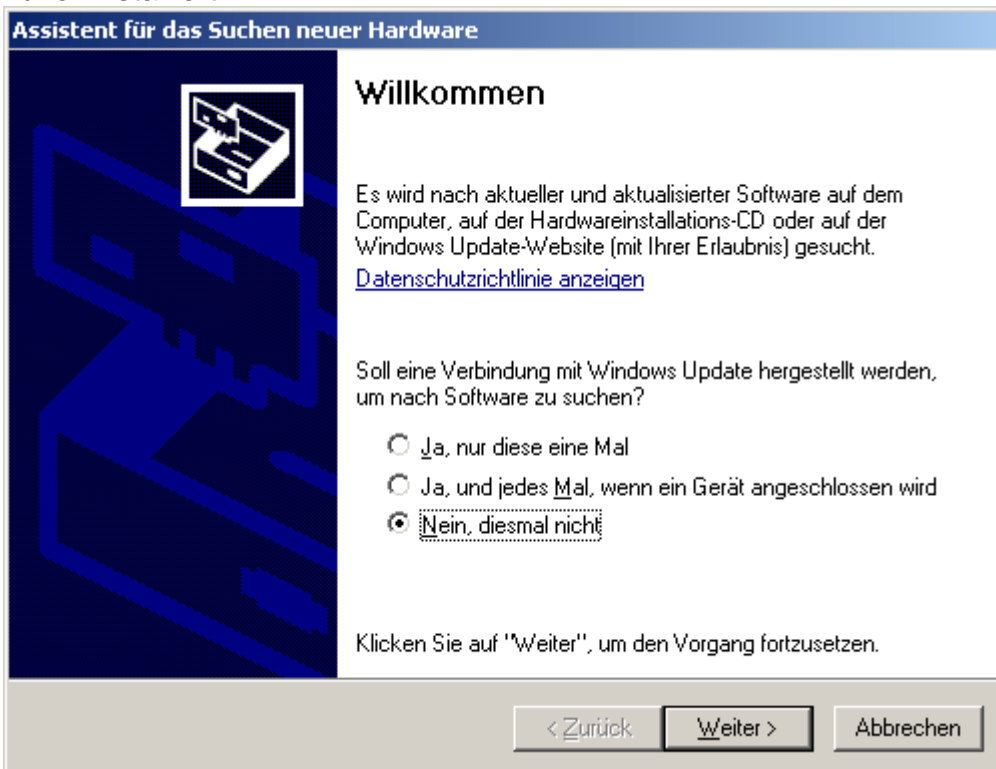 Assistent für das Suchen neuer Hardware
Willkommen
Es wird nach aktueller und aktualisierter Software auf dem
Computer, auf der Hardwareinstallations-CD oder auf der
Windows Update-Website (mit Ihrer Erlaubnis) gesucht.
Datenschutzrichtlinie anzeigen
Soll eine Verbindung mit Windows Update hergestellt werden,
um nach Software zu suchen?
Ja, nur diese eine Mal
Ja, und jedes Mal, wenn ein Gerät angeschlossen wird
Nein, diesmal nicht
Klicken Sie auf "Weiter", um den Vorgang fortzusetzen.
< Zurück Weiter > Abbrechen